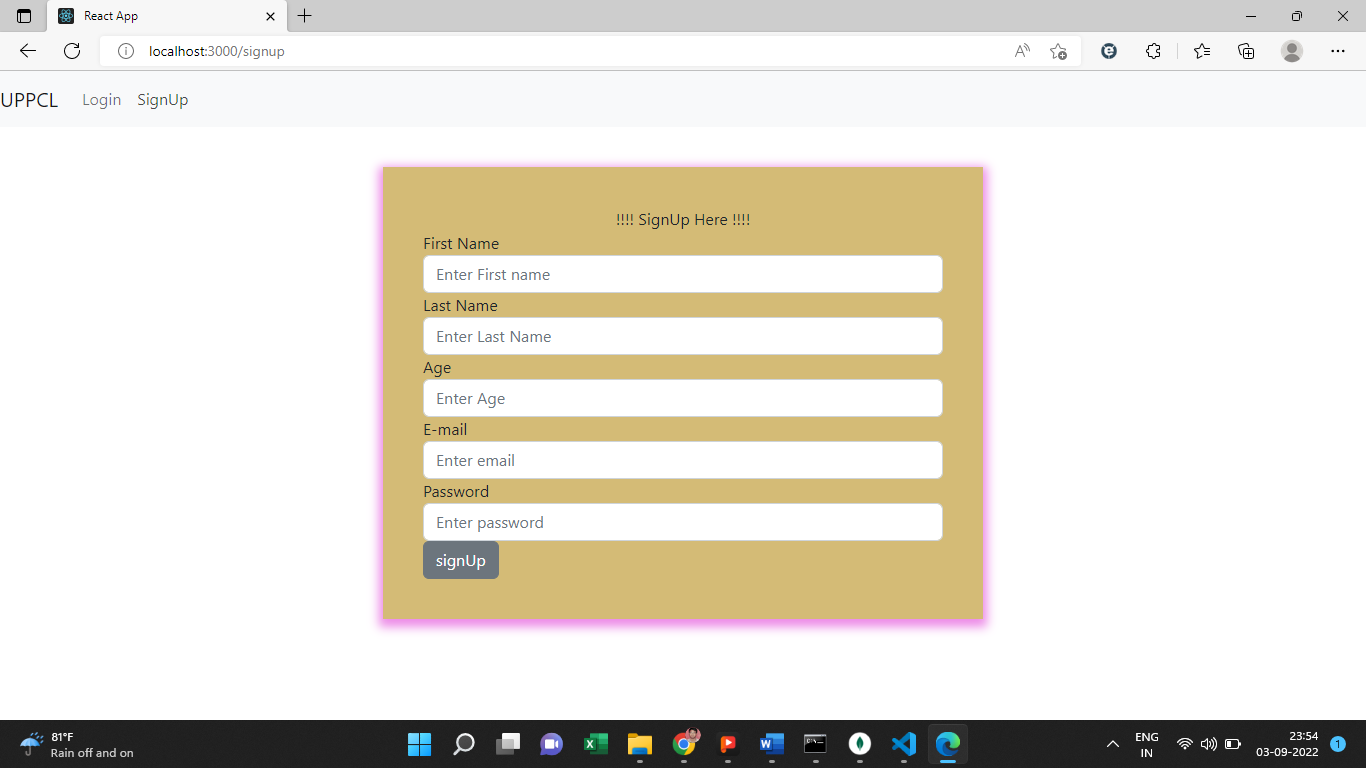 React App
localhost:3000/signup
UPPCL Login SignUp
!!!! SignUp Here !!!!
First Name
Enter First name
Last Name
Enter Last Name
Age
Enter Age
E-mail
Enter email
Password
Enter password
signUp
81°F
Rain off and on
ENG
IN
23:54
03-09-2022
1